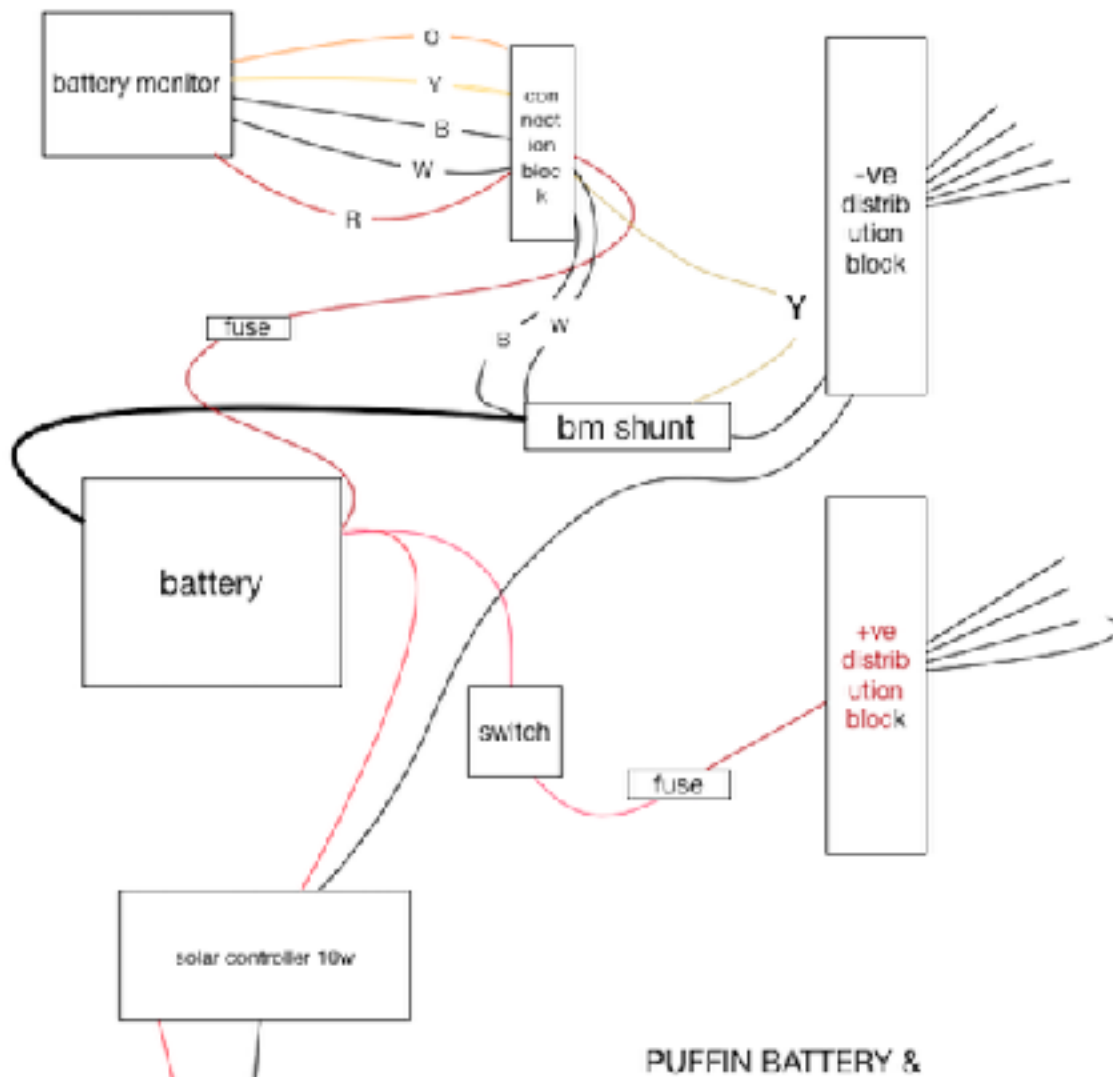 battery monitor
O
Y
B
W
R
con
nect
ion
bloc
k
-ve
distrib
ution
block
fuse
B
W
Y
bm shunt
battery
switch
fuse
+ve
distrib
ution
block
solar controller 10w
PUFFIN BATTERY &